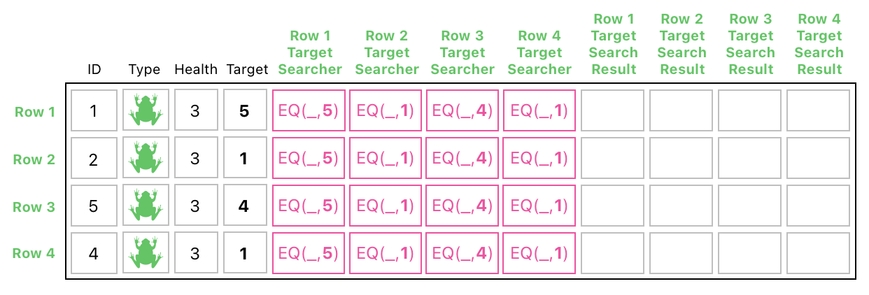 Row 1 Row 2 Row 3 Row 4
Row 1 Row 2 Row 3 Row 4 Target Target Target Target
Target Target Target Target Search Search Search Search
ID Type Health Target Searcher Searcher Searcher Searcher Result Result Result Result
Row 1 1 3 5 EQ(_,5) EQ(_,1) EQ(_,4) EQ(_,1)
Row 2 2 3 1 EQ(_,5) EQ(_,1) EQ(_,4) EQ(_,1)
Row 3 5 3 4 EQ(_,5) EQ(_,1) EQ(_,4) EQ(_,1)
Row 4 4 3 1 EQ(_,5) EQ(_,1) EQ(_,4) EQ(_,1)